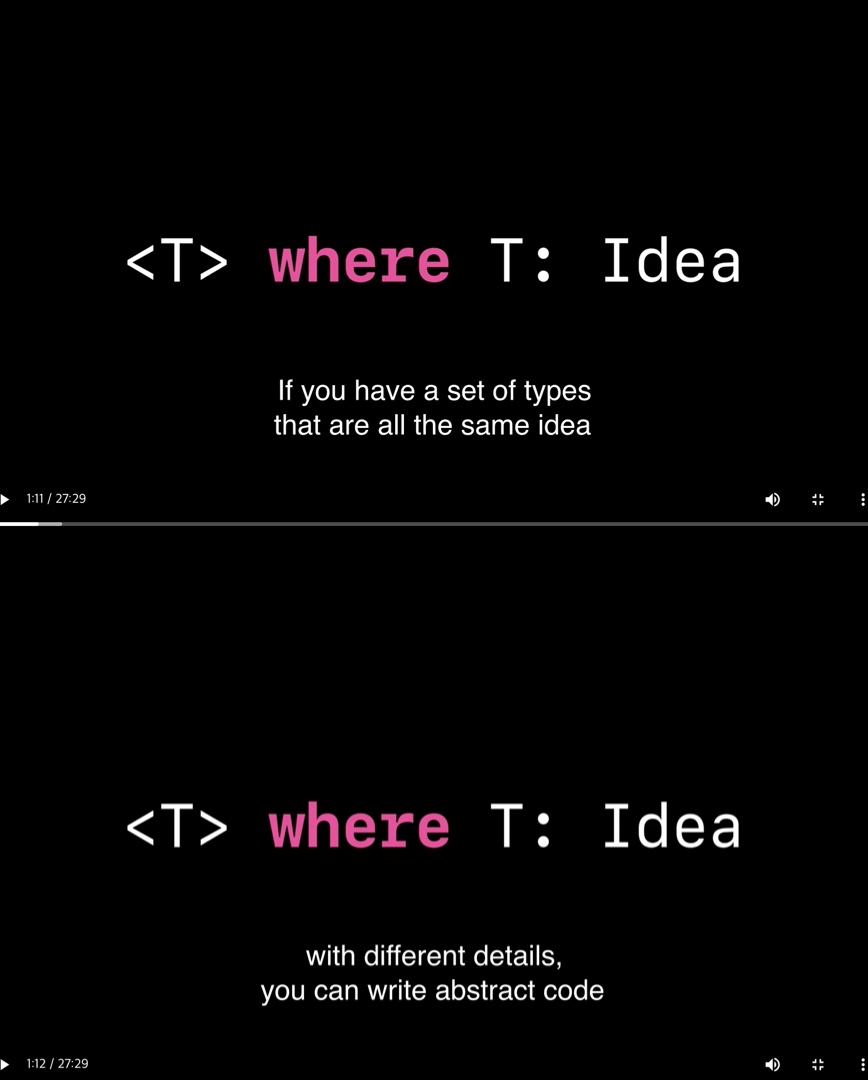 <T> where T: Idea
If you have a set of types
that are all the same idea
1:11 / 27:29
<T> where T: Idea
with different details,
you can write abstract code
1:12 / 27:29